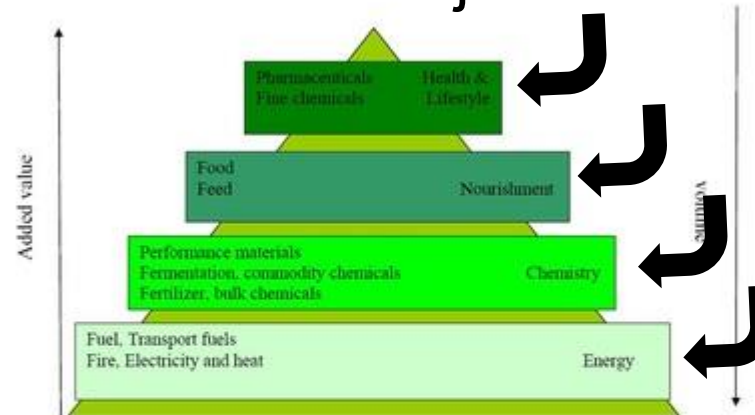 Pharmaceuticals Health &
Fine chemicals Lifestyle
Food
Feed Nourishment
Performance materials
Fermentation, commodity chemicals Chemistry
Fertilizer, bulk chemicals
Fuel, Transport fuels
Fire, Electricity and heat Energy
Added value